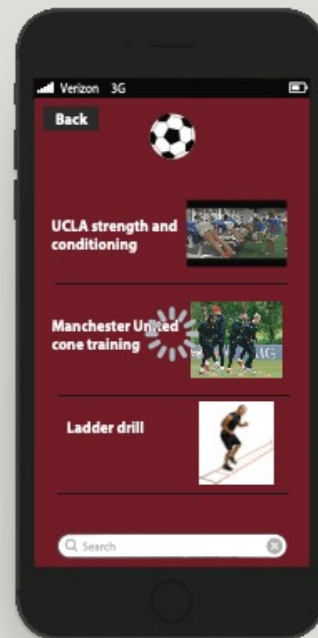 Verizon 3G
Back
UCLA strength and
conditioning
Manchester United
cone training
Ladder drill
Search